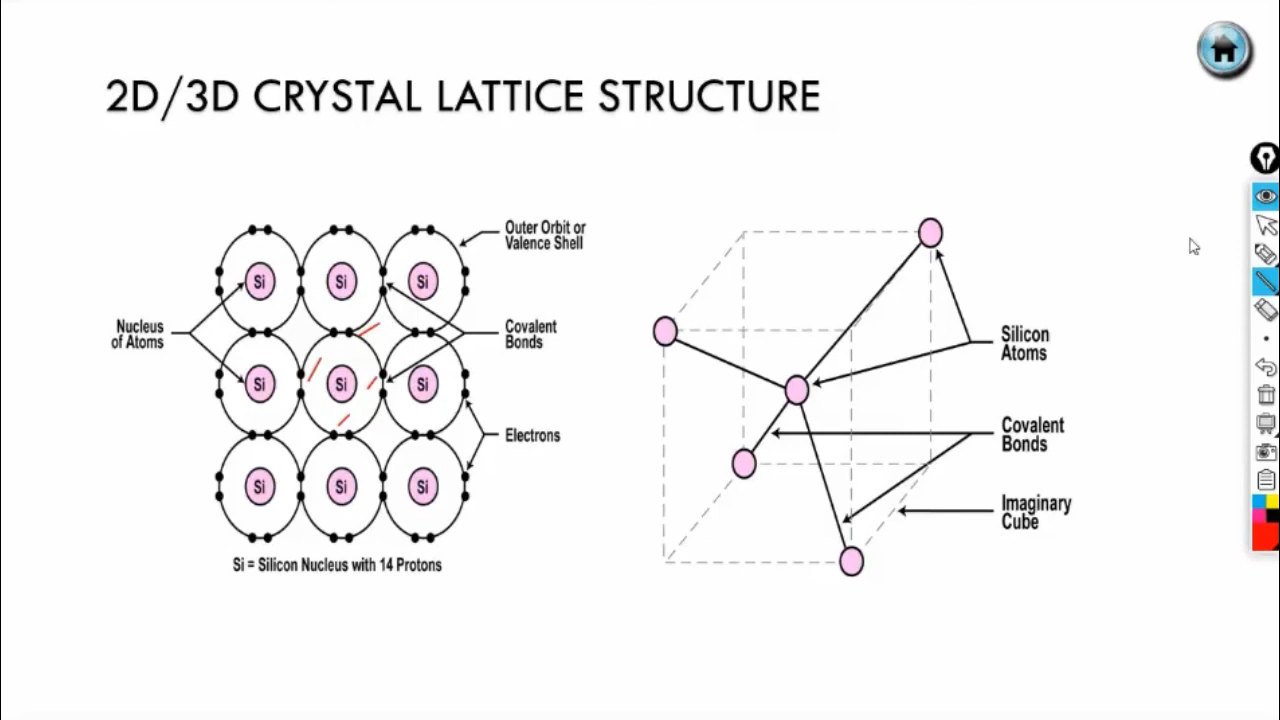 2D/3D CRYSTAL LATTICE STRUCTURE
Outer Orbit or
Valence Shell
Si Si Si
Nucleus
of Atoms
Covalent
Bonds
Si Si Si
Electrons
Si Si Si
Si = Silicon Nucleus with 14 Protons
Silicon
Atoms
Covalent
Bonds
Imaginary
Cube